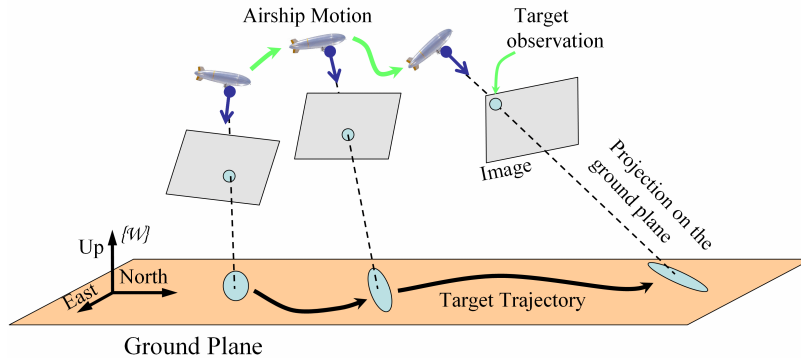 Airship Motion
Target
observation
Image
Projection on the
ground plane
Up
{W}
North
East
Target Trajectory
Ground Plane